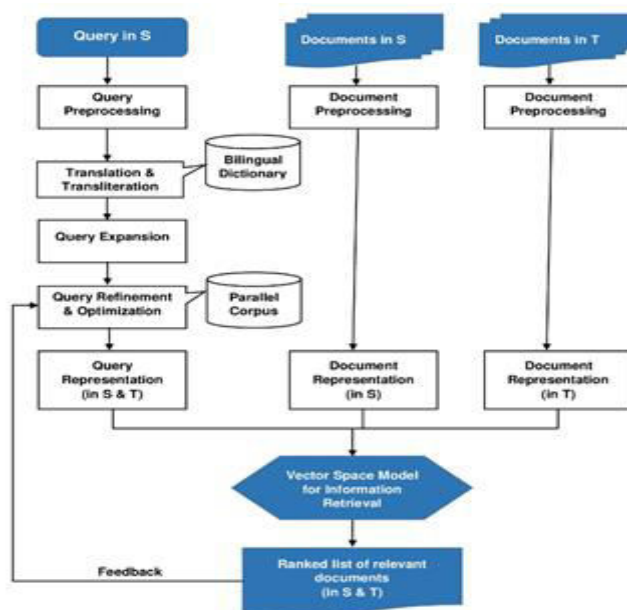 Query in S
Documents in S
Documents in T
Query
Preprocessing
Document
Preprocessing
Document
Preprocessing
Translation &
Transliteration
Bilingual
Dictionary
Query Expansion
Query Refinement
& Optimization
Parallel
Corpus
Query
Representation
(in S & T)
Document
Representation
(in S)
Document
Representation
(in T)
Vector Space Model
for Information
Retrieval
Feedback
Ranked list of relevant
documents
(in S & T)